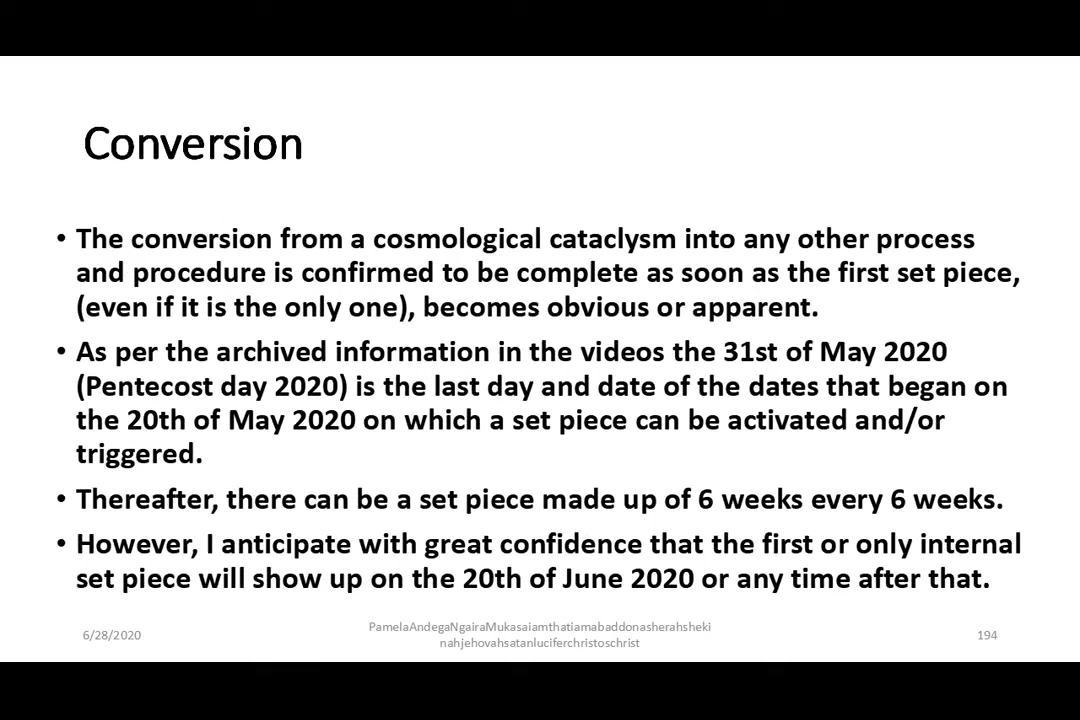 Conversion
• The conversion from a cosmological cataclysm into any other process
and procedure is confirmed to be complete as soon as the first set piece,
(even if it is the only one), becomes obvious or apparent.
• As per the archived information in the videos the 31st of May 2020
(Pentecost day 2020) is the last day and date of the dates that began on
the 20th of May 2020 on which a set piece can be activated and/or
triggered.
• Thereafter, there can be a set piece made up of 6 weeks every 6 weeks.
• However, I anticipate with great confidence that the first or only internal
set piece will show up on the 20th of June 2020 or any time after that.
6/28/2020
PamelaAndegaNgairaMukasaiamthatiamabaddonasherahsheki
nahjehovahsatanluciferchristoschrist
194